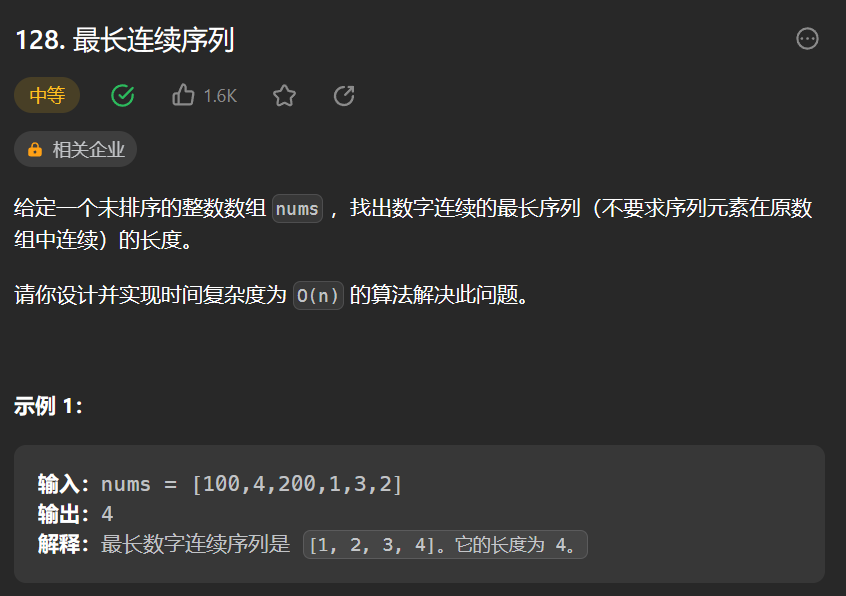 128. 最长连续序列
中等 1.6K
相关企业
给定一个未排序的整数数组 nums ，找出数字连续的最长序列（不要求序列元素在原数
组中连续）的长度。
请你设计并实现时间复杂度为 O(n) 的算法解决此问题。
示例 1：
输入：nums = [100,4,200,1,3,2]
输出：4
解释：最长数字连续序列是 [1, 2, 3, 4]。它的长度为 4。